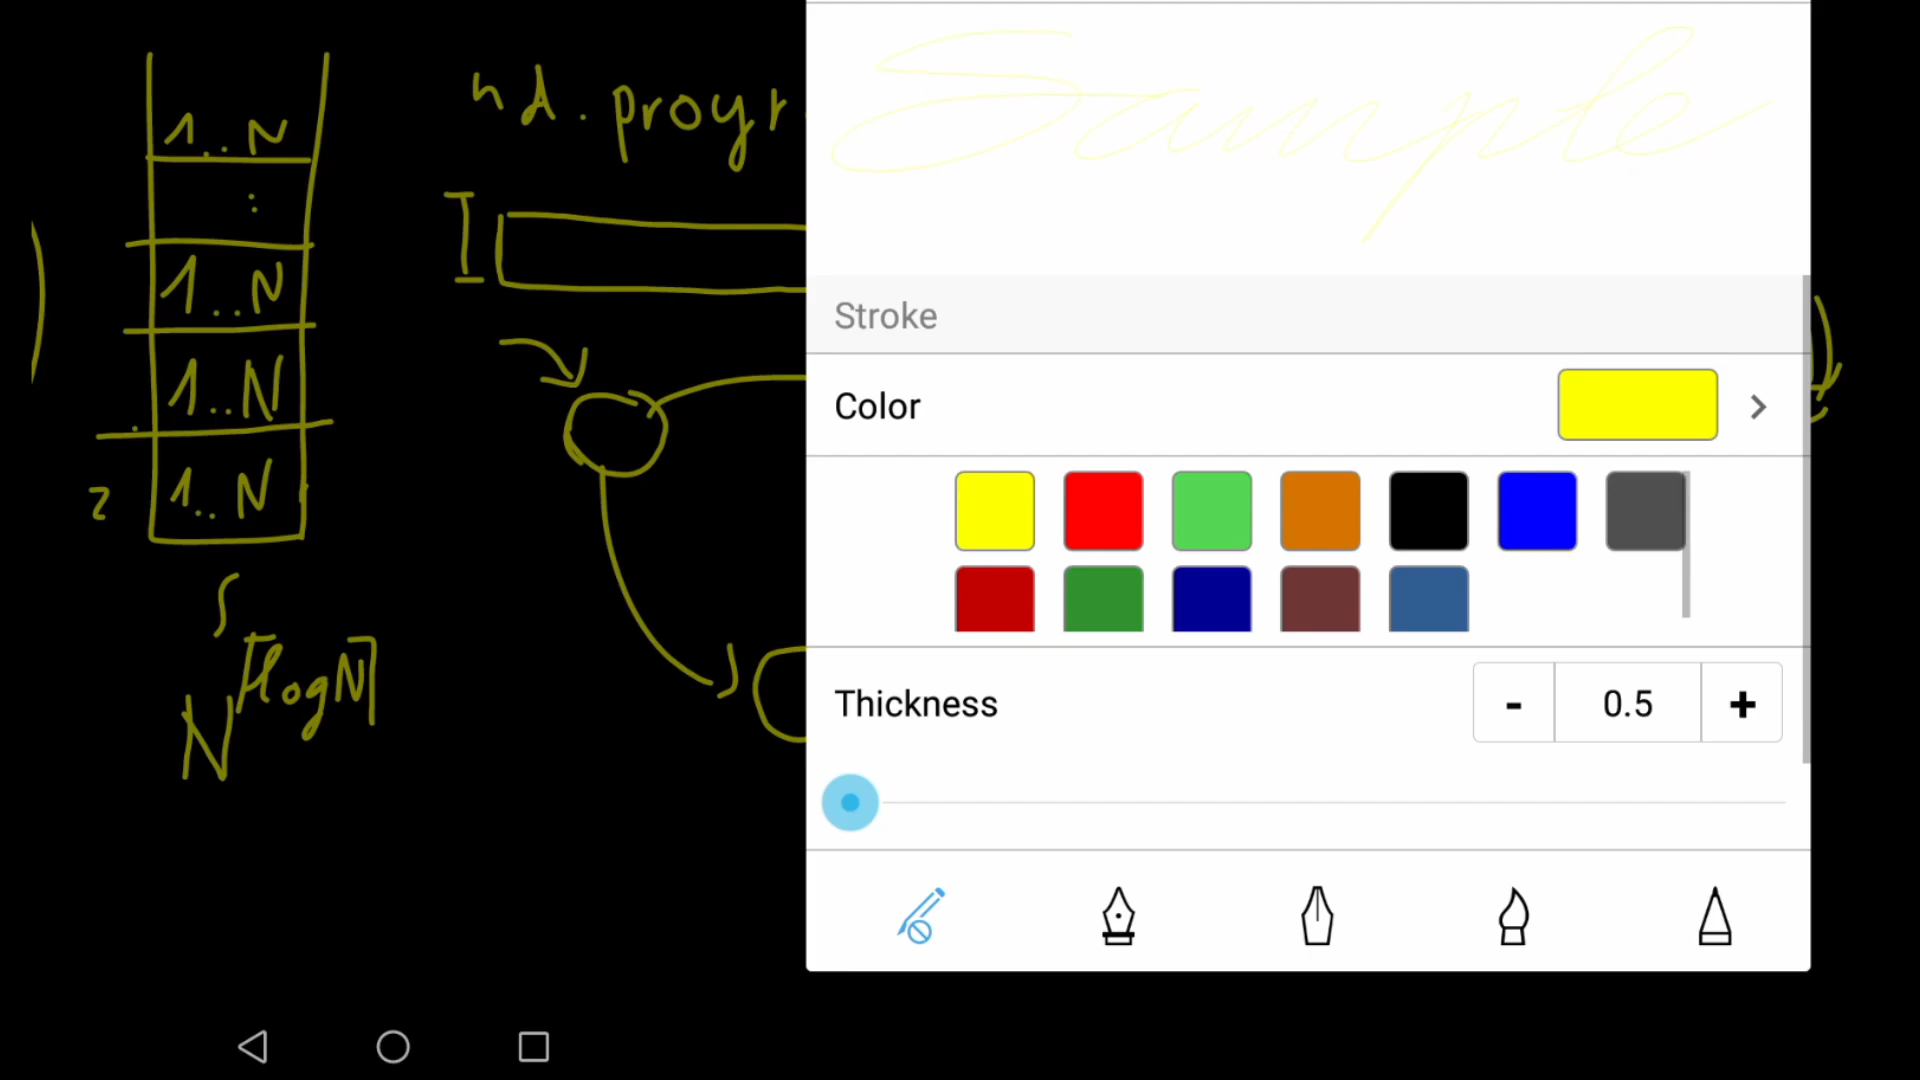 1..N
:
1..N
1..N
2 1..N
N ⌈logN⌉
nd. progr
I
Sample
Stroke
Color
Thickness
- 0.5 +